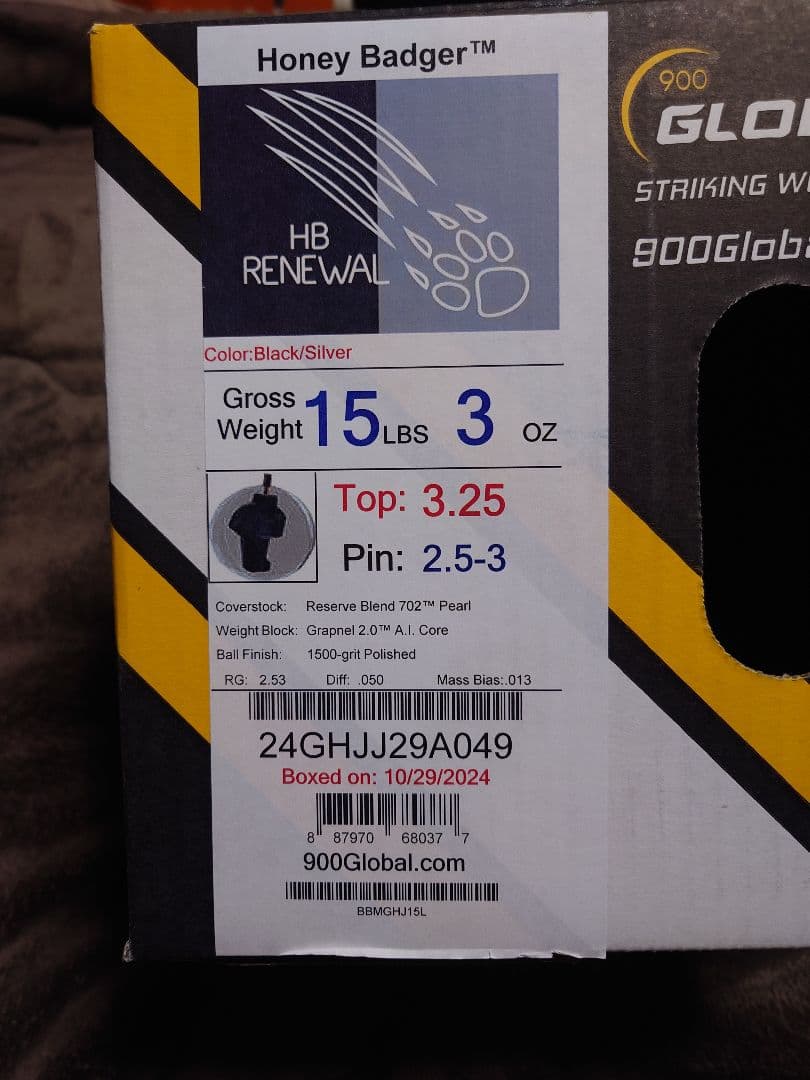 Honey Badger™
HB
RENEWAL
Color:Black/Silver
Gross
Weight 15 LBS 3 OZ
Top: 3.25
Pin: 2.5-3
Coverstock: Reserve Blend 702™ Pearl
Weight Block: Grapnel 2.0™ A.I. Core
Ball Finish: 1500-grit Polished
RG: 2.53 Diff: .050 Mass Bias:.013
24GHJJ29A049
Boxed on: 10/29/2024
8 87970 68037 7
900Global.com
BBMGHJ15L
900
STRIKING